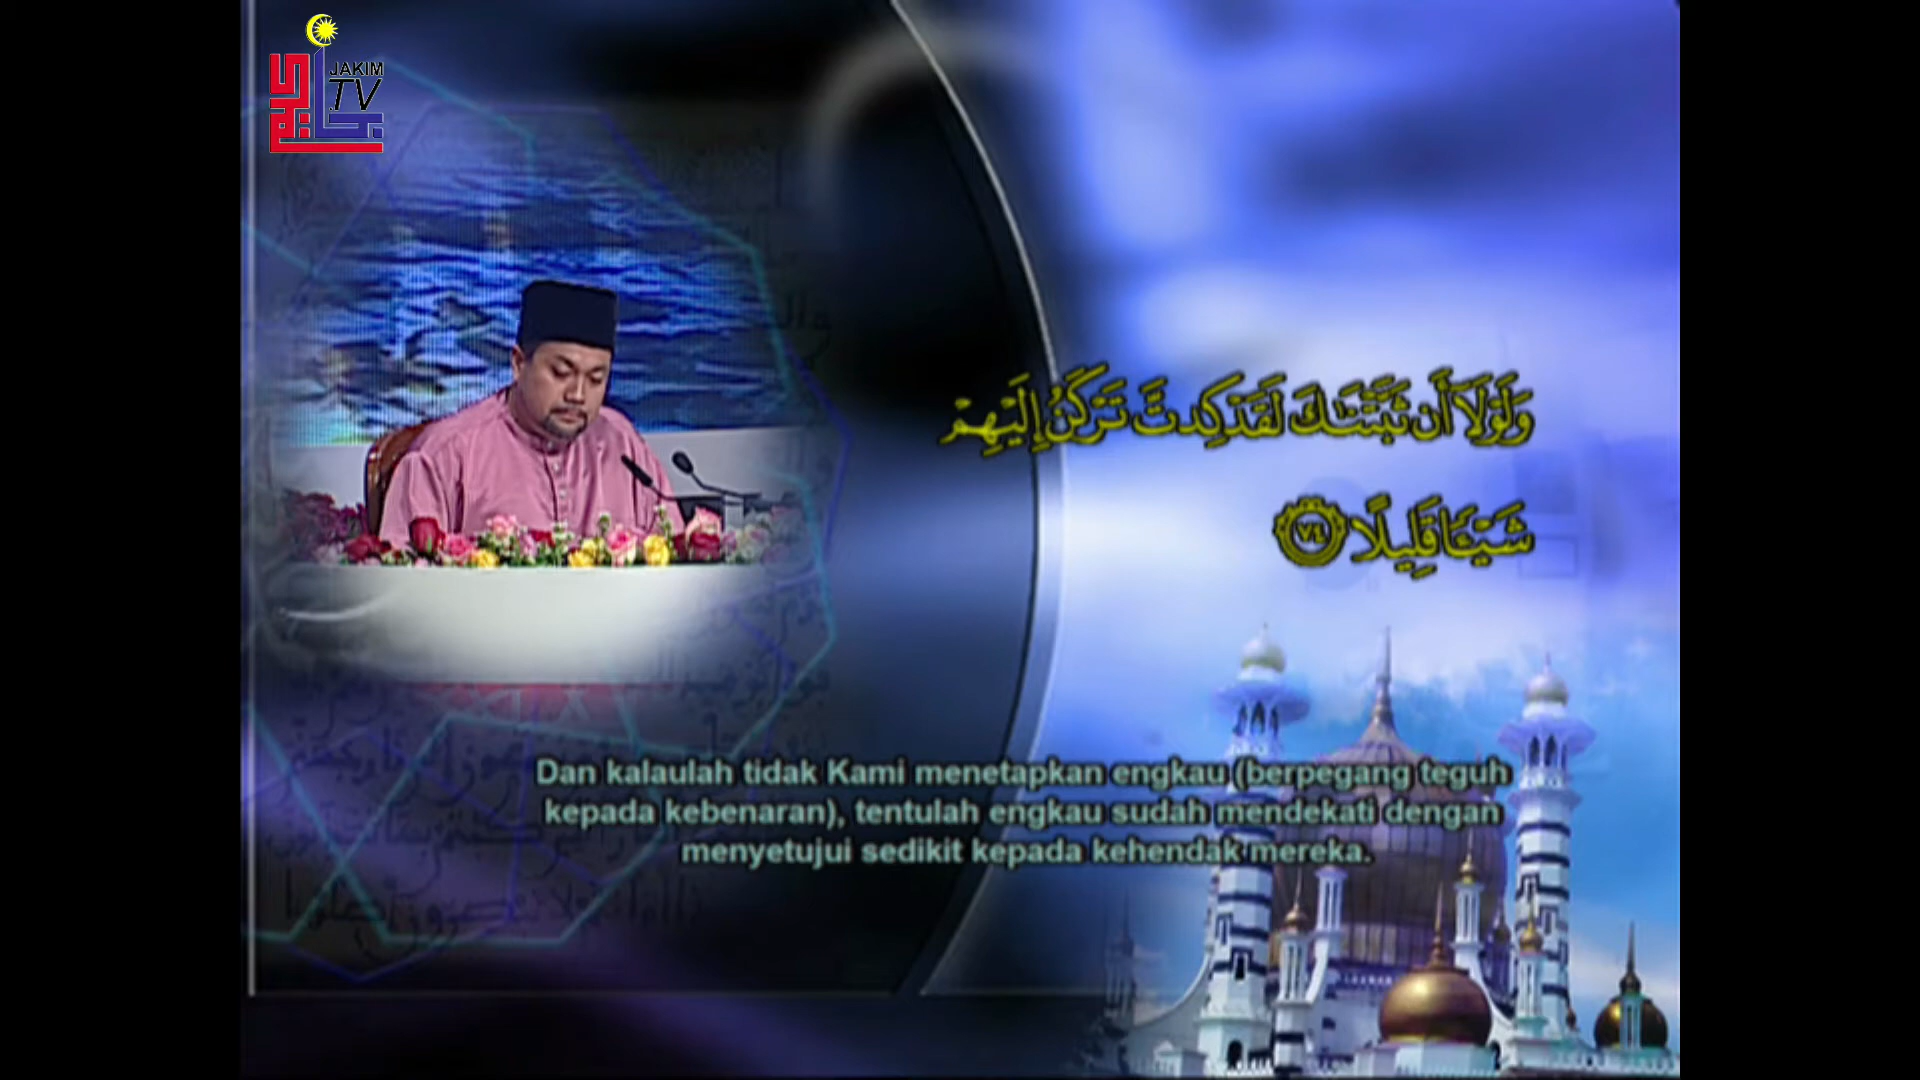 JAKIM
TV
وَلَوْلَآ أَن ثَبَّتْنَـٰكَ لَقَدْ كِدتَّ تَرْكَنُ إِلَيْهِمْ
شَيْـًٔا قَلِيلًا ٧٤
Dan kalaulah tidak Kami menetapkan engkau (berpegang teguh
kepada kebenaran), tentulah engkau sudah mendekati dengan
menyetujui sedikit kepada kehendak mereka.